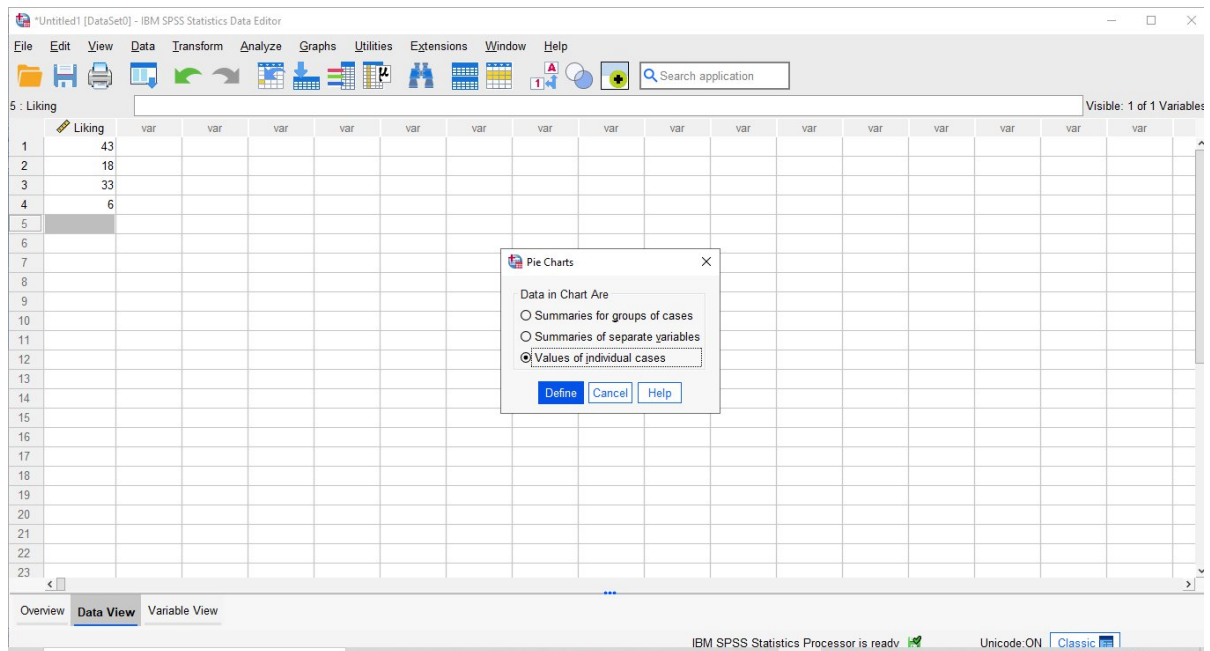 *Untitled1 [DataSet0] - IBM SPSS Statistics Data Editor
File Edit View Data Transform Analyze Graphs Utilities Extensions Window Help
Search application
5 : Liking
Visible: 1 of 1 Variables
Liking var var var var var var var var var var var var var var var var
1 43
2 18
3 33
4 6
5
6
7
8
9
10
11
12
13
14
15
16
17
18
19
20
21
22
23
Pie Charts
Data in Chart Are
Summaries for groups of cases
Summaries of separate variables
Values of individual cases
Define Cancel Help
Overview Data View Variable View
IBM SPSS Statistics Processor is ready Unicode:ON Classic